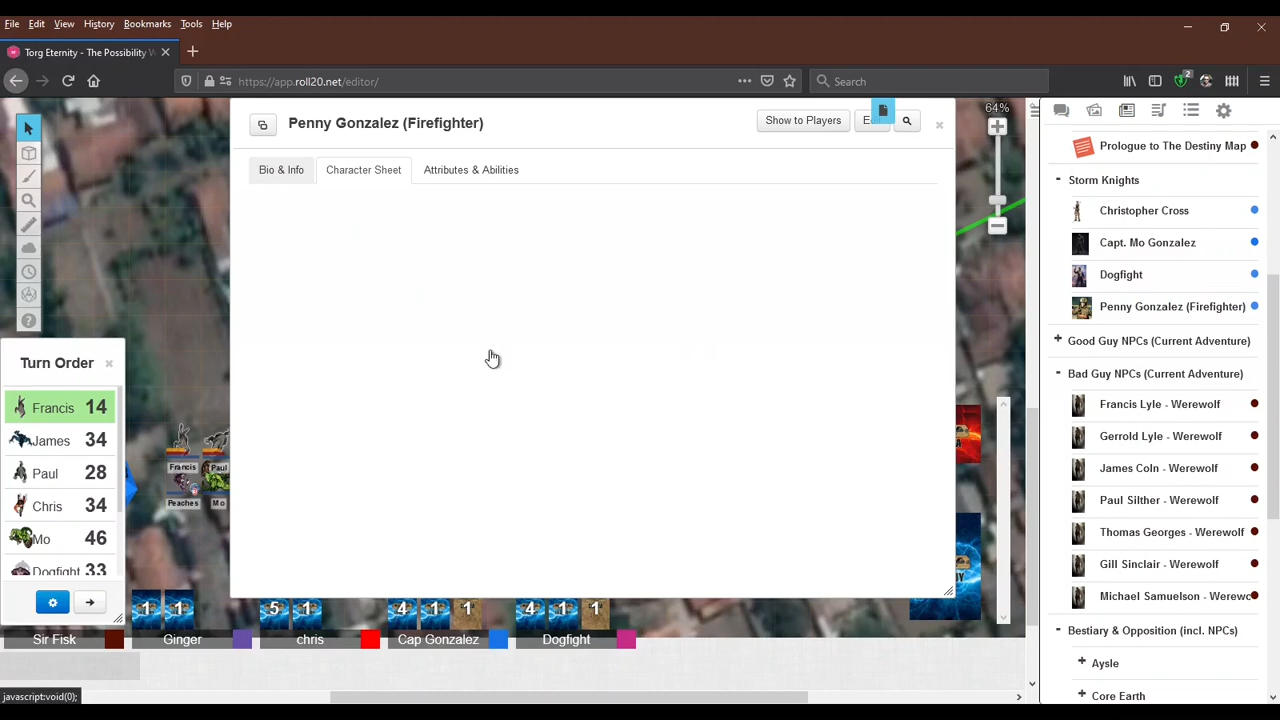 File Edit View History Bookmarks Tools Help
Torg Eternity - The Possibility W
https://app.roll20.net/editor/
Search
2
Penny Gonzalez (Firefighter)
Show to Players
E
Bio & Info Character Sheet Attributes & Abilities
64%
Prologue to The Destiny Map
Storm Knights
Christopher Cross
Capt. Mo Gonzalez
Dogfight
Penny Gonzalez (Firefighter)
Good Guy NPCs (Current Adventure)
Bad Guy NPCs (Current Adventure)
Francis Lyle - Werewolf
Gerrold Lyle - Werewolf
James Coln - Werewolf
Paul Silther - Werewolf
Thomas Georges - Werewolf
Gill Sinclair - Werewolf
Michael Samuelson - Werewo
Bestiary & Opposition (incl. NPCs)
Aysle
Core Earth
Turn Order
Francis 14
James 34
Paul 28
Chris 34
Mo 46
Dogfight 33
Francis Paul
Peaches Mo
1 1 5 1 4 1 1 4 1 1
Sir Fisk Ginger chris Cap Gonzalez Dogfight
javascript:void(0);